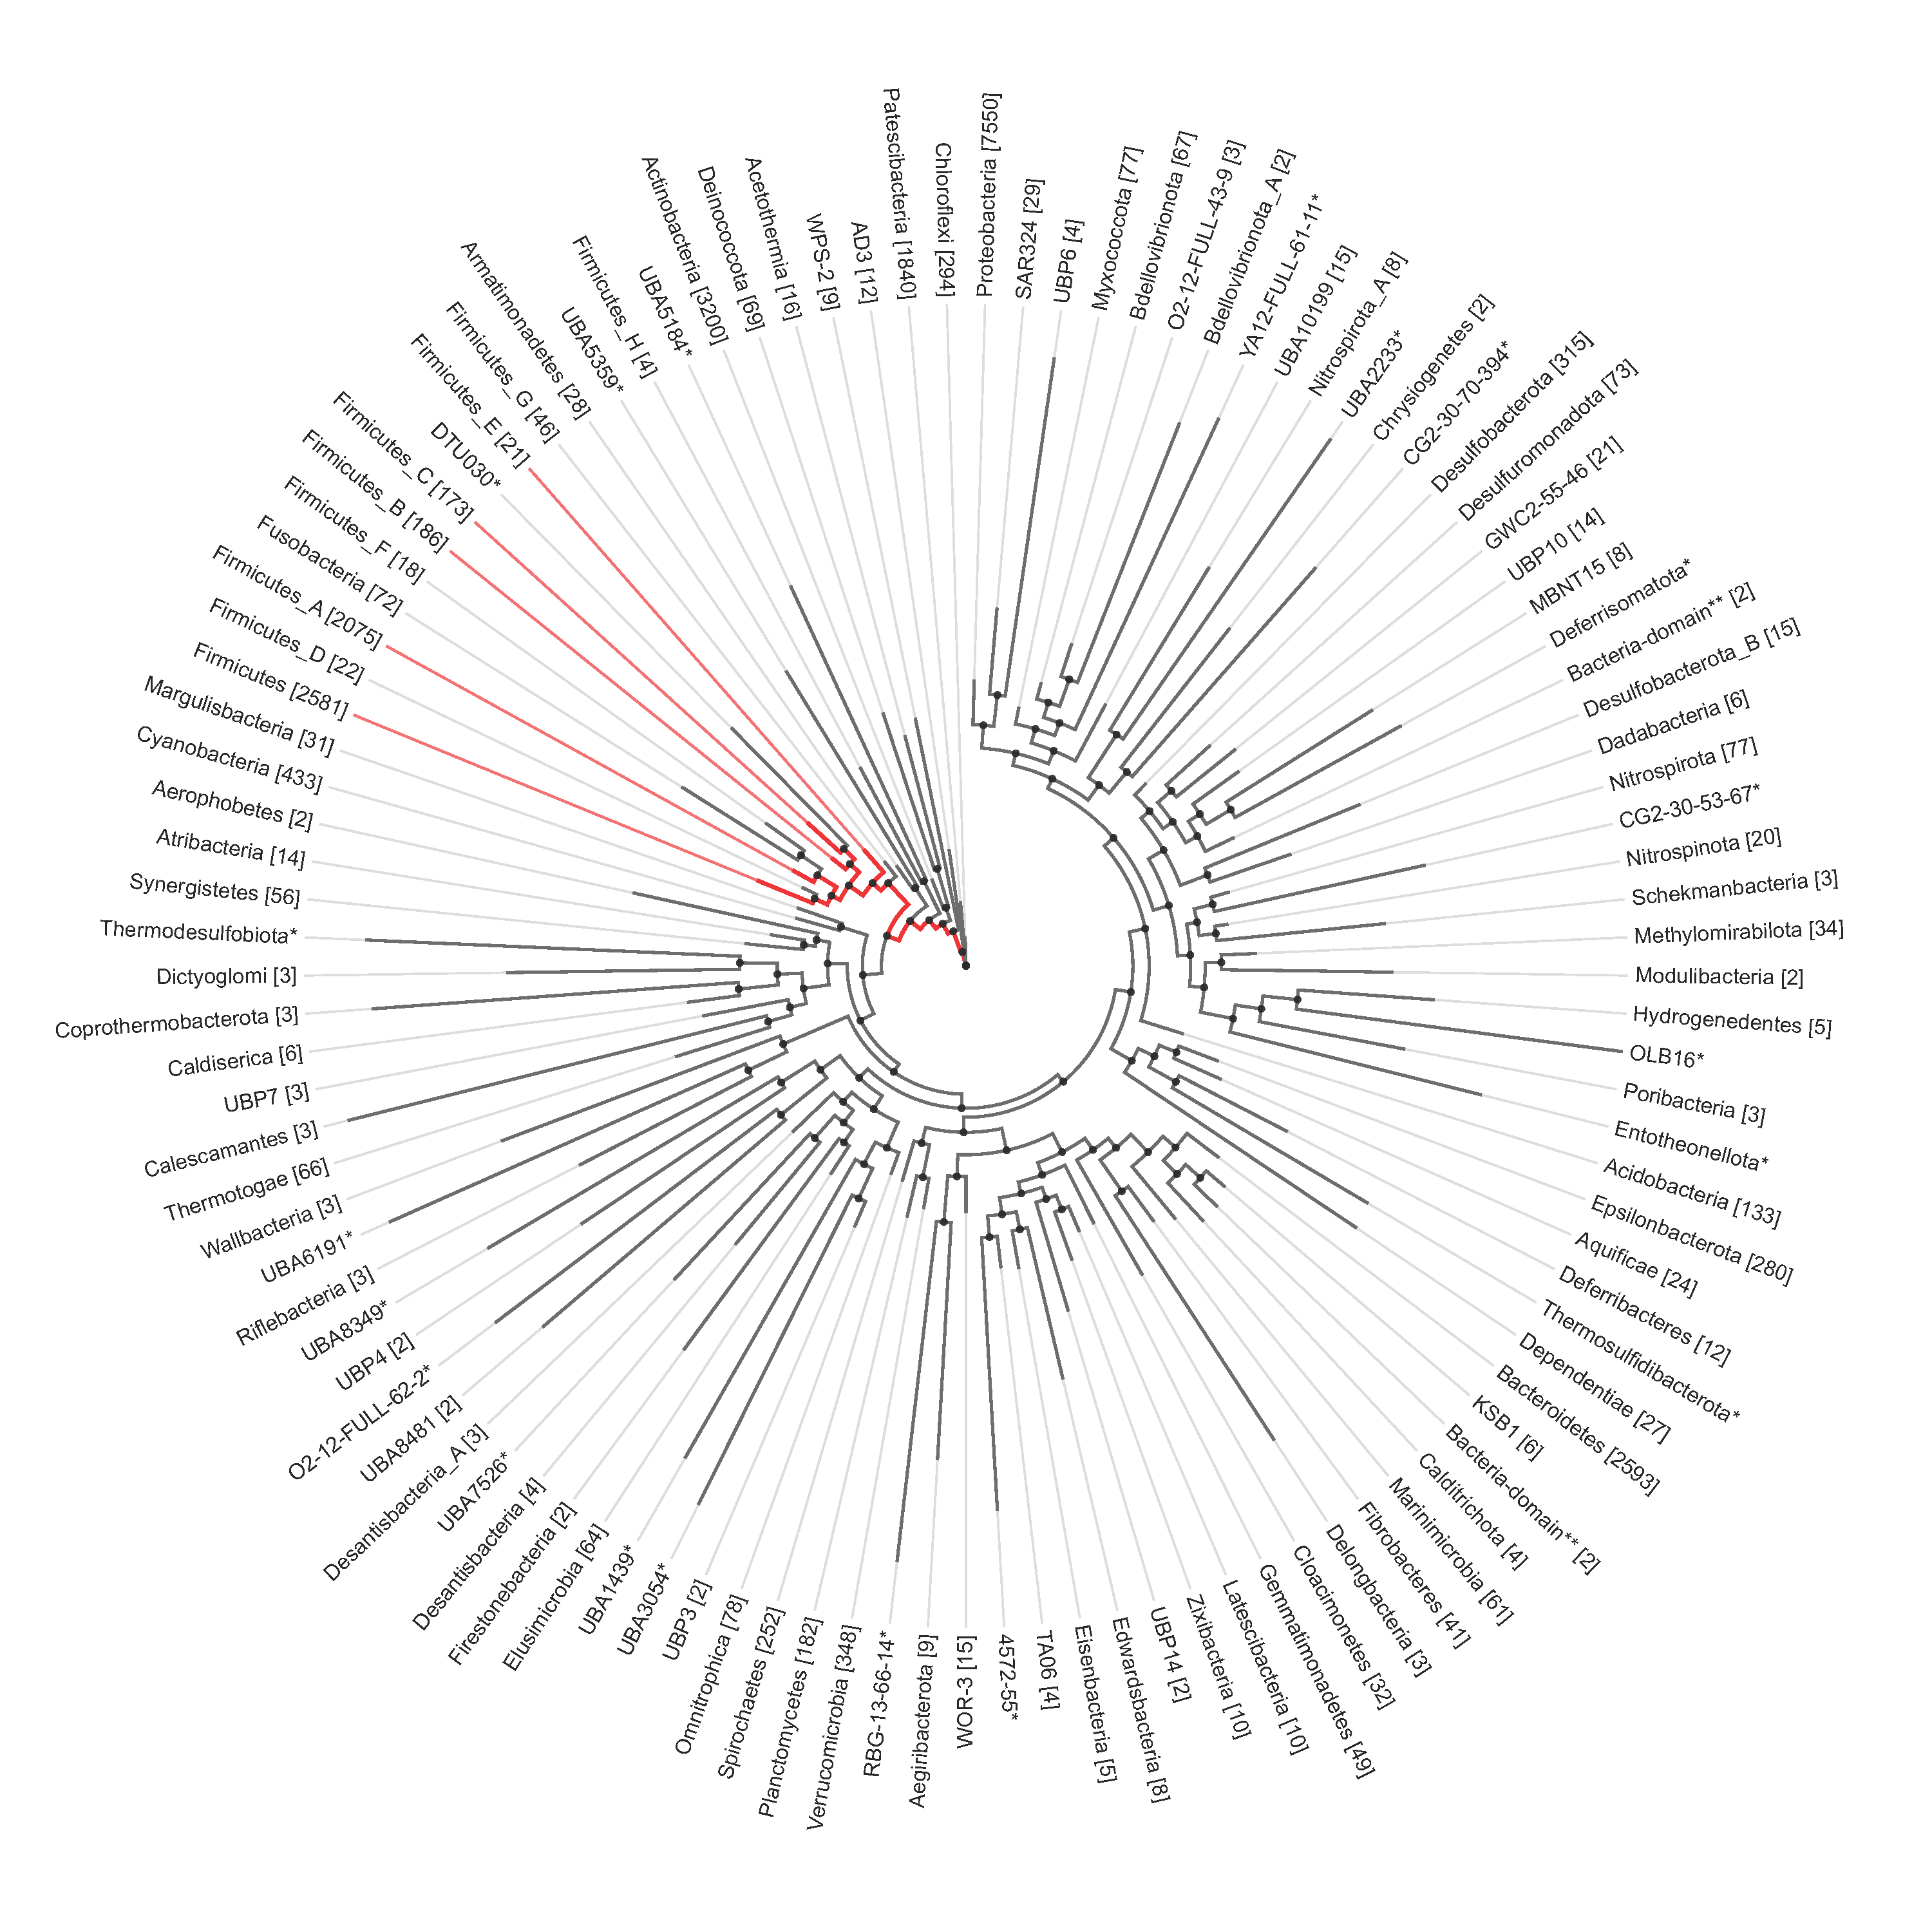 Proteobacteria [7550]
SAR324 [29]
UBP6 [4]
Myxococcota [77]
Bdellovibrionota [67]
O2-12-FULL-43-9 [3]
Bdellovibrionota_A [2]
YA12-FULL-61-11*
UBA10199 [15]
Nitrospirota_A [8]
UBA2233*
Chrysiogenetes [2]
CG2-30-70-394*
Desulfobacterota [315]
Desulfuromonadota [73]
GWC2-55-46 [21]
UBP10 [14]
MBNT15 [8]
Deferrisomatota*
Bacteria-domain** [2]
Desulfobacterota_B [15]
Dadabacteria [6]
Nitrospirota [77]
CG2-30-53-67*
Nitrospinota [20]
Schekmanbacteria [3]
Methylomirabilota [34]
Modulibacteria [2]
Hydrogenedentes [5]
OLB16*
Poribacteria [3]
Entotheonellota*
Acidobacteria [133]
Epsilonbacterota [280]
Aquificae [24]
Deferribacteres [12]
Thermosulfidibacterota*
Dependentiae [27]
Bacteroidetes [2593]
KSB1 [6]
Bacteria-domain** [2]
Calditrichota [4]
Marinimicrobia [61]
Fibrobacteres [41]
Delongbacteria [3]
Cloacimonetes [32]
Gemmatimonadetes [49]
Latescibacteria [10]
Zixibacteria [10]
UBP14 [2]
Edwardsbacteria [8]
Eisenbacteria [5]
TA06 [4]
4572-55*
WOR-3 [15]
Aegiribacterota [9]
RBG-13-66-14*
Verrucomicrobia [348]
Planctomycetes [182]
Spirochaetes [252]
Omnitrophica [78]
UBP3 [2]
UBA3054*
UBA1439*
Elusimicrobia [64]
Firestonebacteria [2]
Desantisbacteria [4]
UBA7526*
Desantisbacteria_A [3]
UBA8481 [2]
O2-12-FULL-62-2*
UBP4 [2]
UBA8349*
Riflebacteria [3]
UBA6191*
Wallbacteria [3]
Thermotogae [66]
Calescamantes [3]
UBP7 [3]
Caldiserica [6]
Coprothermobacterota [3]
Dictyoglomi [3]
Thermodesulfobiota*
Synergistetes [56]
Atribacteria [14]
Aerophobetes [2]
Cyanobacteria [433]
Margulisbacteria [31]
Firmicutes [2581]
Firmicutes_D [22]
Firmicutes_A [2075]
Fusobacteria [72]
Firmicutes_F [18]
Firmicutes_B [186]
Firmicutes_C [173]
DTU030*
Firmicutes_E [21]
Firmicutes_G [46]
Armatimonadetes [28]
UBA5359*
Firmicutes_H [4]
UBA5184*
Actinobacteria [3200]
Deinococcota [69]
Acetothermia [16]
WPS-2 [9]
AD3 [12]
Patescibacteria [1840]
Chloroflexi [294]